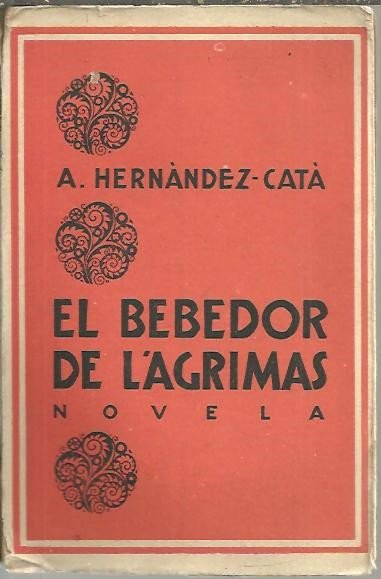 A. HERNÀNDEZ-CATÀ
EL BEBEDOR
DE LÁGRIMAS
NOVELA